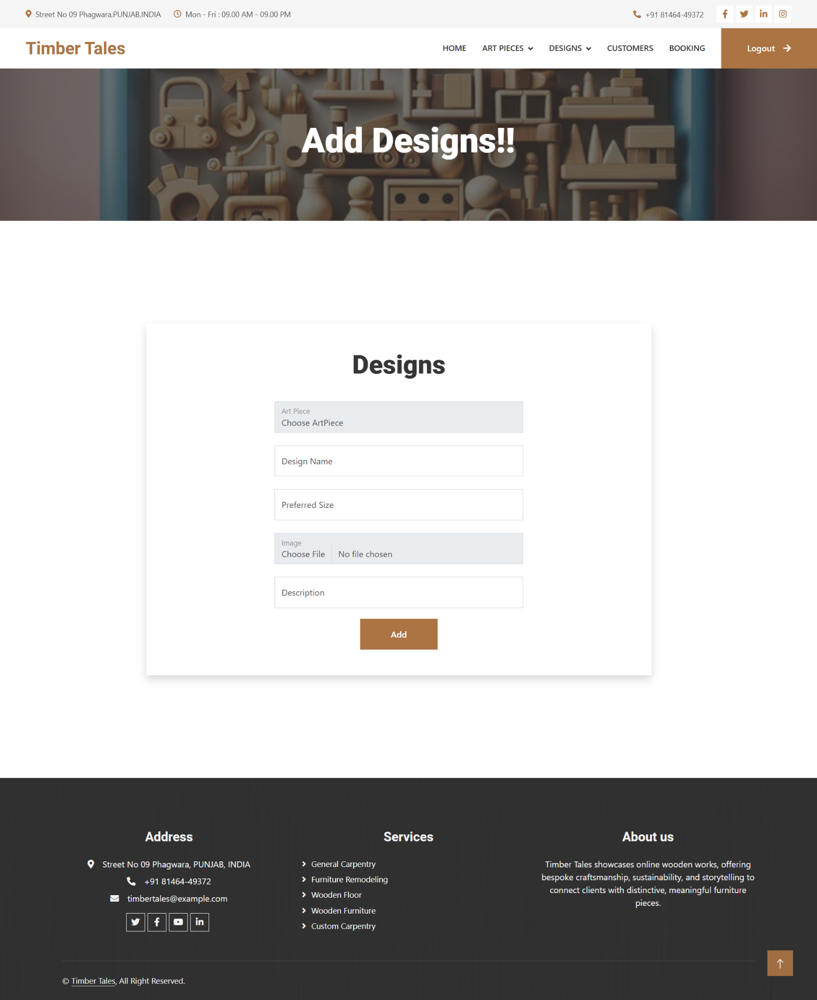 Street No 09 Phagwara,PUNJAB,INDIA
Mon - Fri : 09.00 AM - 09.00 PM
+91 81464-49372
Timber Tales
HOME
ART PIECES
DESIGNS
CUSTOMERS
BOOKING
Logout
Add Designs!!
Designs
Art Piece
Choose ArtPiece
Design Name
Preferred Size
Image
Choose File No file chosen
Description
Add
Address
Street No 09 Phagwara, PUNJAB, INDIA
+91 81464-49372
timbertales@example.com
Services
General Carpentry
Furniture Remodeling
Wooden Floor
Wooden Furniture
Custom Carpentry
About us
Timber Tales showcases online wooden works, offering
bespoke craftsmanship, sustainability, and storytelling to
connect clients with distinctive, meaningful furniture
pieces.
© Timber Tales, All Right Reserved.